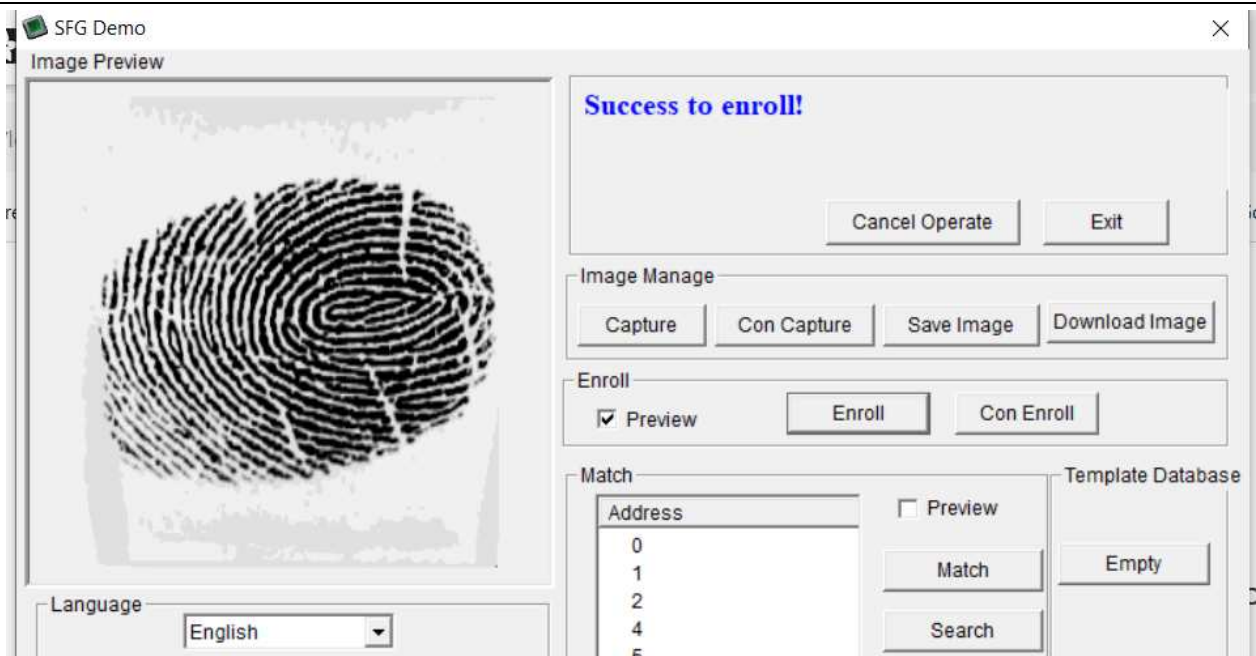 SFG Demo
Image Preview
Success to enroll!
Cancel Operate Exit
Image Manage
Capture Con Capture Save Image Download Image
Enroll
Preview Enroll Con Enroll
Match Template Database
Address Preview
0
1 Match Empty
2
4 Search
Language
English